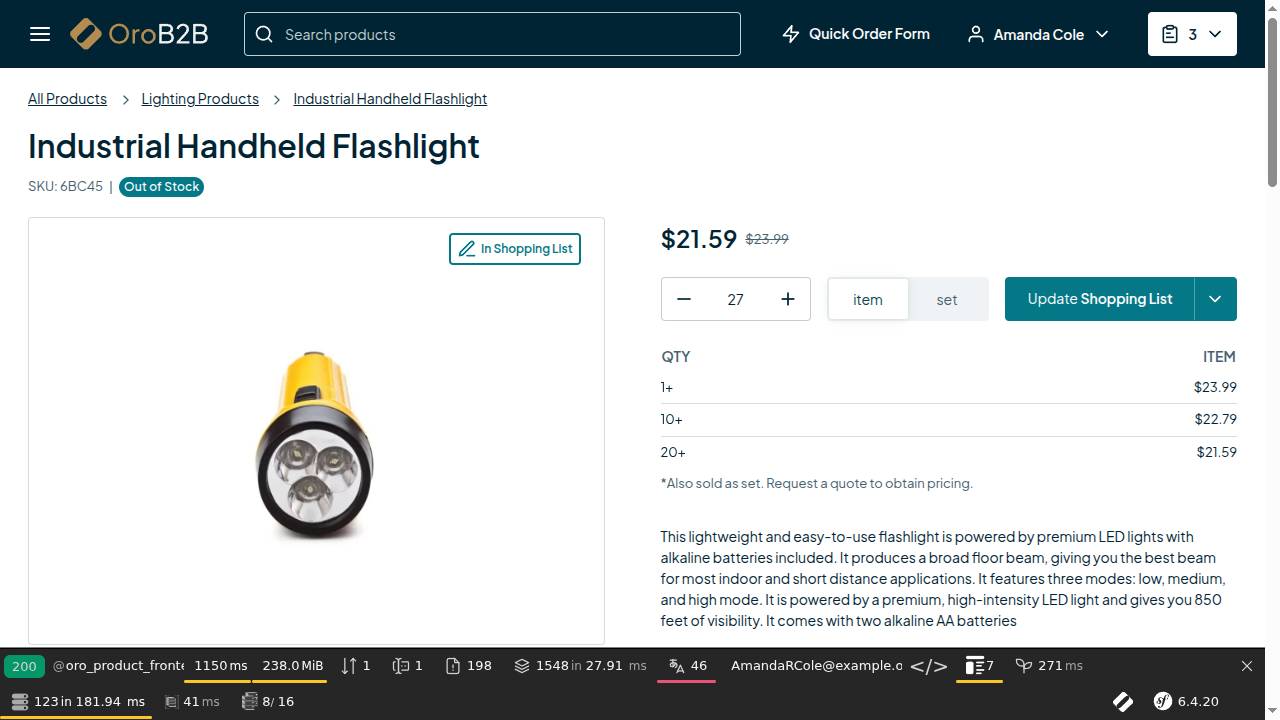 OroB2B
Search products
Quick Order Form
Amanda Cole
3
All Products
Lighting Products
Industrial Handheld Flashlight
Industrial Handheld Flashlight
SKU: 6BC45 | Out of Stock
In Shopping List
$21.59 $23.99
27
item
set
Update Shopping List
QTY ITEM
1+ $23.99
10+ $22.79
20+ $21.59
*Also sold as set. Request a quote to obtain pricing.
This lightweight and easy-to-use flashlight is powered by premium LED lights with
alkaline batteries included. It produces a broad floor beam, giving you the best beam
for most indoor and short distance applications. It features three modes: low, medium,
and high mode. It is powered by a premium, high-intensity LED light and gives you 850
feet of visibility. It comes with two alkaline AA batteries
200 @oro_product_fronte 1150 ms 238.0 MiB 1 1 198 1548 in 27.91 ms 46 AmandaRCole@example.o </> 7 271 ms
123 in 181.94 ms 41 ms 8 / 16 sf 6.4.20